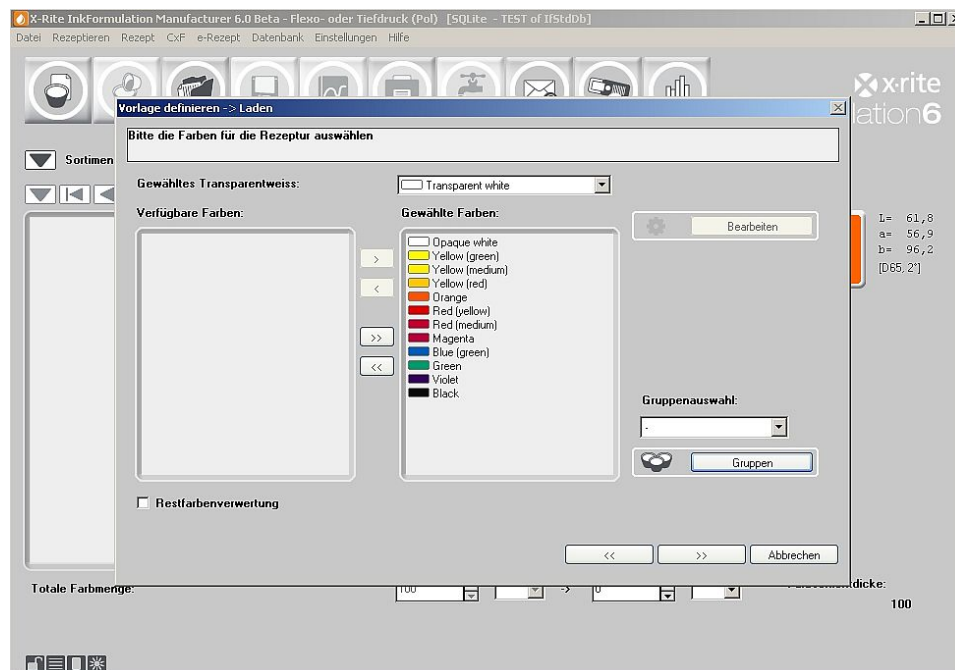 X-Rite InkFormulation Manufacturer 6.0 Beta - Flexo- oder Tiefdruck (Pol) [SQLite - TEST of IfStdDb]
Datei Rezeptieren Rezept CxF e-Rezept Datenbank Einstellungen Hilfe
x-rite
lation6
Vorlage definieren -> Laden
Bitte die Farben für die Rezeptur auswählen
Sortimen
Gewähltes Transparentweiss:
Transparent white
Verfügbare Farben:
Gewählte Farben:
Bearbeiten
Opaque white
Yellow (green)
Yellow (medium)
Yellow (red)
Orange
Red (yellow)
Red (medium)
Magenta
Blue (green)
Green
Violet
Black
>
<
>>
<<
L= 61,8
a= 56,9
b= 96,2
[D65,2°]
Gruppenauswahl:
-
Gruppen
Restfarbenverwertung
<< >> Abbrechen
Totale Farbmenge:
100
->
0
dicke:
100